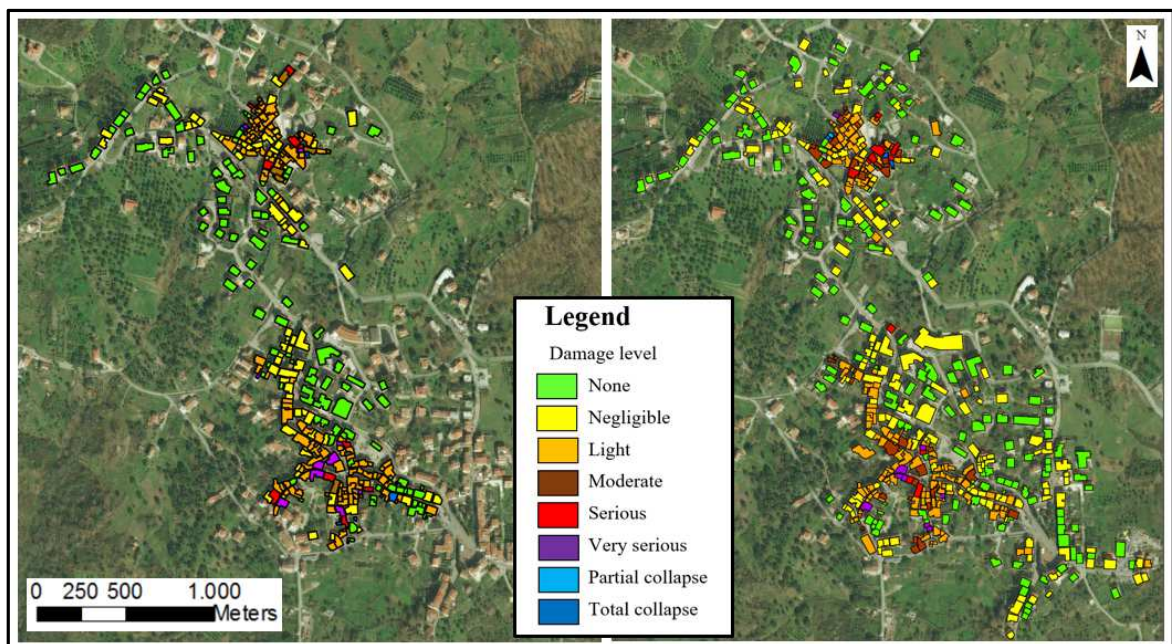 N
Legend
Damage level
None
Negligible
Light
Moderate
Serious
Very serious
Partial collapse
Total collapse
0 250 500 1.000
Meters